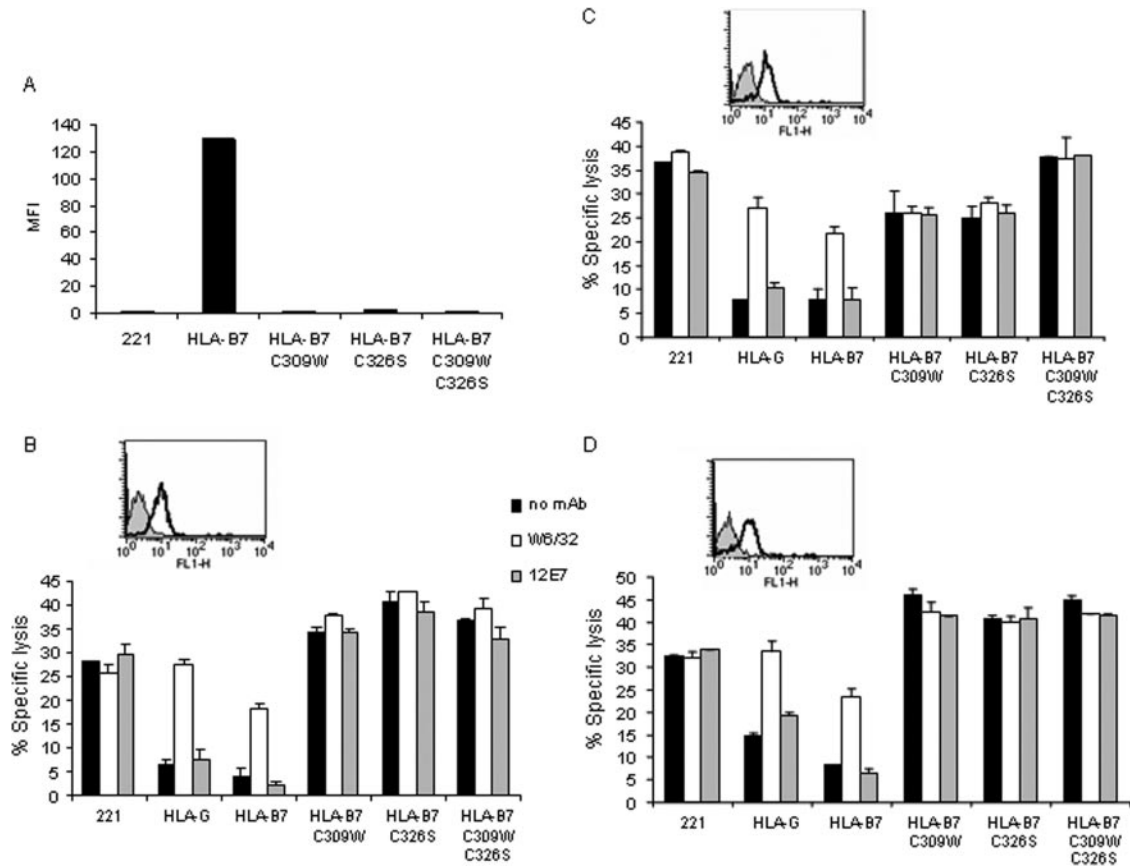 A
140
120
100
80
60
40
20
0
MFI
221 HLA-B7 HLA-B7 HLA-B7 HLA-B7
C309W C326S C309W
C326S
C
10⁰ 10¹ 10² 10³ 10⁴
FL1-H
45
40
35
30
25
20
15
10
5
0
% Specific lysis
221 HLA-G HLA-B7 HLA-B7 HLA-B7 HLA-B7
C309W C326S C309W
C326S
B
10⁰ 10¹ 10² 10³ 10⁴
FL1-H
45
40
35
30
25
20
15
10
5
0
% Specific lysis
221 HLA-G HLA-B7 HLA-B7 HLA-B7 HLA-B7
C309W C326S C309W
C326S
no mAb
W6/32
12E7
D
10⁰ 10¹ 10² 10³ 10⁴
FL1-H
50
45
40
35
30
25
20
15
10
5
0
% Specific lysis
221 HLA-G HLA-B7 HLA-B7 HLA-B7 HLA-B7
C309W C326S C309W
C326S